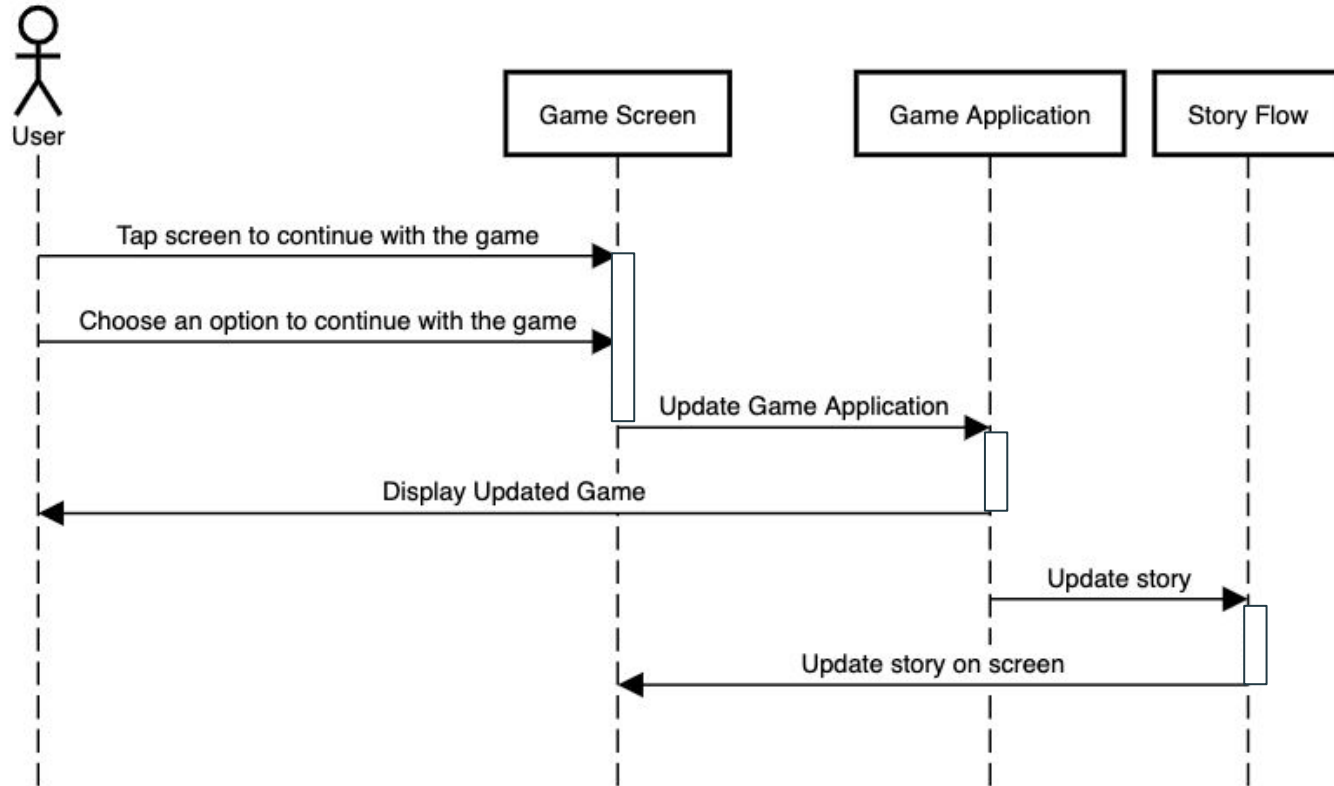 User
Game Screen
Game Application
Story Flow
Tap screen to continue with the game
Choose an option to continue with the game
Update Game Application
Display Updated Game
Update story
Update story on screen